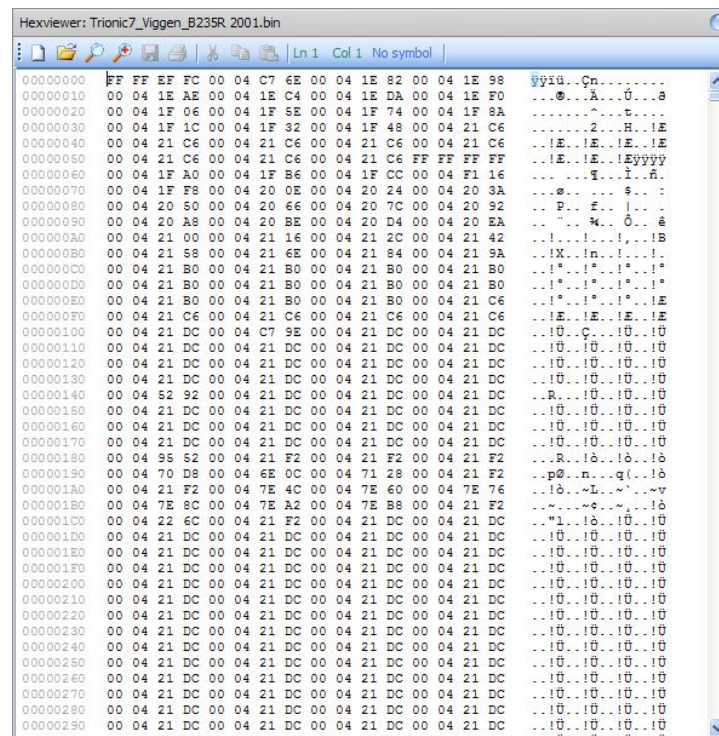 Hexviewer: Trionic7_Viggen_B235R 2001.bin
Ln 1 Col 1 No symbol
00000000 FF FF EF FC 00 04 C7 6E 00 04 1E 82 00 04 1E 98 ÿÿïü..Çn........
00000010 00 04 1E AE 00 04 1E C4 00 04 1E DA 00 04 1E F0 ...®...Ä...Ú...ð
00000020 00 04 1F 06 00 04 1F 5E 00 04 1F 74 00 04 1F 8A .......^...t....
00000030 00 04 1F 1C 00 04 1F 32 00 04 1F 48 00 04 21 C6 .......2...H..!Æ
00000040 00 04 21 C6 00 04 21 C6 00 04 21 C6 00 04 21 C6 ..!Æ..!Æ..!Æ..!Æ
00000050 00 04 21 C6 00 04 21 C6 00 04 21 C6 FF FF FF FF ..!Æ..!Æ..!Æÿÿÿÿ
00000060 00 04 1F A0 00 04 1F B6 00 04 1F CC 00 04 F1 16 ... ...¶...Ì..ñ.
00000070 00 04 1F F8 00 04 20 0E 00 04 20 24 00 04 20 3A ...ø.. ... $.. :
00000080 00 04 20 50 00 04 20 66 00 04 20 7C 00 04 20 92 .. P.. f.. |.. .
00000090 00 04 20 A8 00 04 20 BE 00 04 20 D4 00 04 20 EA .. ¨.. ¾.. Ô.. ê
000000A0 00 04 21 00 00 04 21 16 00 04 21 2C 00 04 21 42 ..!...!...!,..!B
000000B0 00 04 21 58 00 04 21 6E 00 04 21 84 00 04 21 9A ..!X..!n..!...!.
000000C0 00 04 21 B0 00 04 21 B0 00 04 21 B0 00 04 21 B0 ..!°..!°..!°..!°
000000D0 00 04 21 B0 00 04 21 B0 00 04 21 B0 00 04 21 B0 ..!°..!°..!°..!°
000000E0 00 04 21 B0 00 04 21 B0 00 04 21 B0 00 04 21 C6 ..!°..!°..!°..!Æ
000000F0 00 04 21 C6 00 04 21 C6 00 04 21 C6 00 04 21 C6 ..!Æ..!Æ..!Æ..!Æ
00000100 00 04 21 DC 00 04 C7 9E 00 04 21 DC 00 04 21 DC ..!Ü..Ç...!Ü..!Ü
00000110 00 04 21 DC 00 04 21 DC 00 04 21 DC 00 04 21 DC ..!Ü..!Ü..!Ü..!Ü
00000120 00 04 21 DC 00 04 21 DC 00 04 21 DC 00 04 21 DC ..!Ü..!Ü..!Ü..!Ü
00000130 00 04 21 DC 00 04 21 DC 00 04 21 DC 00 04 21 DC ..!Ü..!Ü..!Ü..!Ü
00000140 00 04 52 92 00 04 21 DC 00 04 21 DC 00 04 21 DC ..R...!Ü..!Ü..!Ü
00000150 00 04 21 DC 00 04 21 DC 00 04 21 DC 00 04 21 DC ..!Ü..!Ü..!Ü..!Ü
00000160 00 04 21 DC 00 04 21 DC 00 04 21 DC 00 04 21 DC ..!Ü..!Ü..!Ü..!Ü
00000170 00 04 21 DC 00 04 21 DC 00 04 21 DC 00 04 21 DC ..!Ü..!Ü..!Ü..!Ü
00000180 00 04 95 52 00 04 21 F2 00 04 21 F2 00 04 21 F2 ...R..!ò..!ò..!ò
00000190 00 04 70 D8 00 04 6E 0C 00 04 71 28 00 04 21 F2 ..pØ..n...q(..!ò
000001A0 00 04 21 F2 00 04 7E 4C 00 04 7E 60 00 04 7E 76 ..!ò..~L..~`..~v
000001B0 00 04 7E 8C 00 04 7E A2 00 04 7E B8 00 04 21 F2 ..~...~¢..~¸..!ò
000001C0 00 04 22 6C 00 04 21 F2 00 04 21 DC 00 04 21 DC .."l..!ò..!Ü..!Ü
000001D0 00 04 21 DC 00 04 21 DC 00 04 21 DC 00 04 21 DC ..!Ü..!Ü..!Ü..!Ü
000001E0 00 04 21 DC 00 04 21 DC 00 04 21 DC 00 04 21 DC ..!Ü..!Ü..!Ü..!Ü
000001F0 00 04 21 DC 00 04 21 DC 00 04 21 DC 00 04 21 DC ..!Ü..!Ü..!Ü..!Ü
00000200 00 04 21 DC 00 04 21 DC 00 04 21 DC 00 04 21 DC ..!Ü..!Ü..!Ü..!Ü
00000210 00 04 21 DC 00 04 21 DC 00 04 21 DC 00 04 21 DC ..!Ü..!Ü..!Ü..!Ü
00000220 00 04 21 DC 00 04 21 DC 00 04 21 DC 00 04 21 DC ..!Ü..!Ü..!Ü..!Ü
00000230 00 04 21 DC 00 04 21 DC 00 04 21 DC 00 04 21 DC ..!Ü..!Ü..!Ü..!Ü
00000240 00 04 21 DC 00 04 21 DC 00 04 21 DC 00 04 21 DC ..!Ü..!Ü..!Ü..!Ü
00000250 00 04 21 DC 00 04 21 DC 00 04 21 DC 00 04 21 DC ..!Ü..!Ü..!Ü..!Ü
00000260 00 04 21 DC 00 04 21 DC 00 04 21 DC 00 04 21 DC ..!Ü..!Ü..!Ü..!Ü
00000270 00 04 21 DC 00 04 21 DC 00 04 21 DC 00 04 21 DC ..!Ü..!Ü..!Ü..!Ü
00000280 00 04 21 DC 00 04 21 DC 00 04 21 DC 00 04 21 DC ..!Ü..!Ü..!Ü..!Ü
00000290 00 04 21 DC 00 04 21 DC 00 04 21 DC 00 04 21 DC ..!Ü..!Ü..!Ü..!Ü